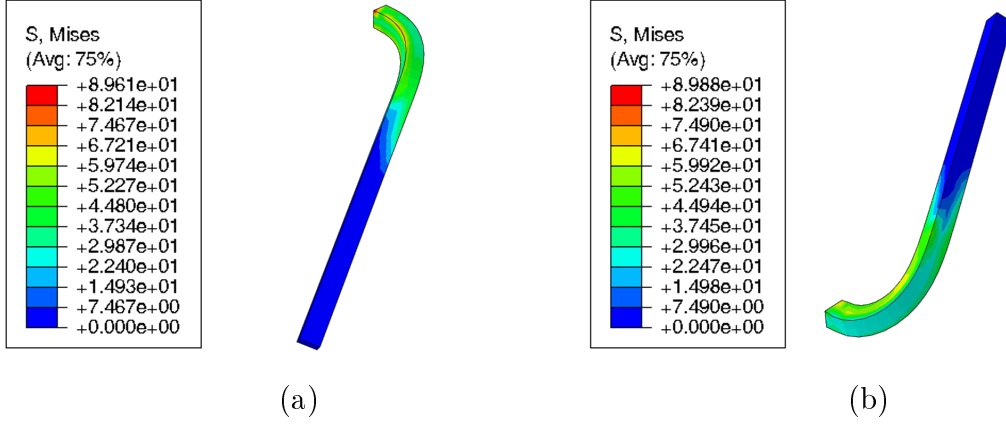 S, Mises
(Avg: 75%)
+8.961e+01
+8.214e+01
+7.467e+01
+6.721e+01
+5.974e+01
+5.227e+01
+4.480e+01
+3.734e+01
+2.987e+01
+2.240e+01
+1.493e+01
+7.467e+00
+0.000e+00
(a)
S, Mises
(Avg: 75%)
+8.988e+01
+8.239e+01
+7.490e+01
+6.741e+01
+5.992e+01
+5.243e+01
+4.494e+01
+3.745e+01
+2.996e+01
+2.247e+01
+1.498e+01
+7.490e+00
+0.000e+00
(b)